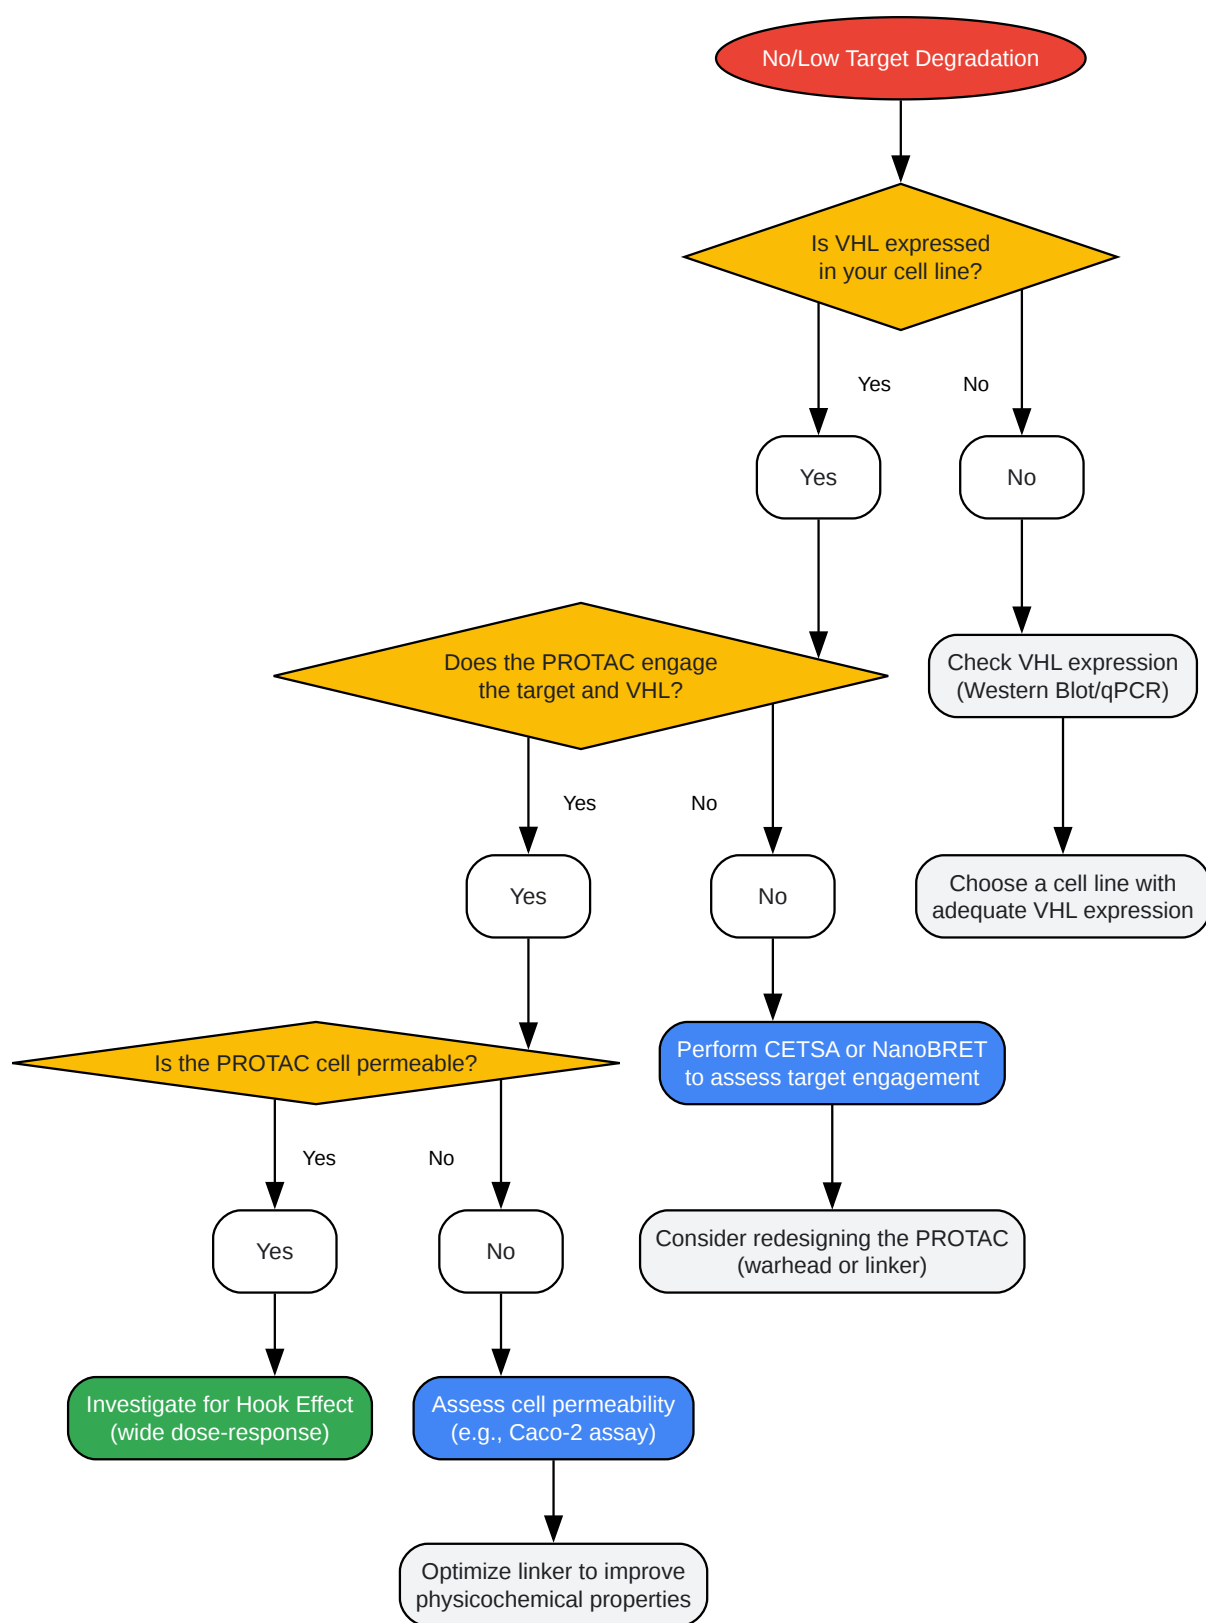 No/Low Target Degradation
Is VHL expressed
in your cell line?
Yes
No
Yes
No
Does the PROTAC engage
the target and VHL?
Check VHL expression
(Western Blot/qPCR)
Yes
No
Yes
No
Choose a cell line with
adequate VHL expression
Is the PROTAC cell permeable?
Perform CETSA or NanoBRET
to assess target engagement
Yes
No
Yes
No
Consider redesigning the PROTAC
(warhead or linker)
Investigate for Hook Effect
(wide dose-response)
Assess cell permeability
(e.g., Caco-2 assay)
Optimize linker to improve
physicochemical properties